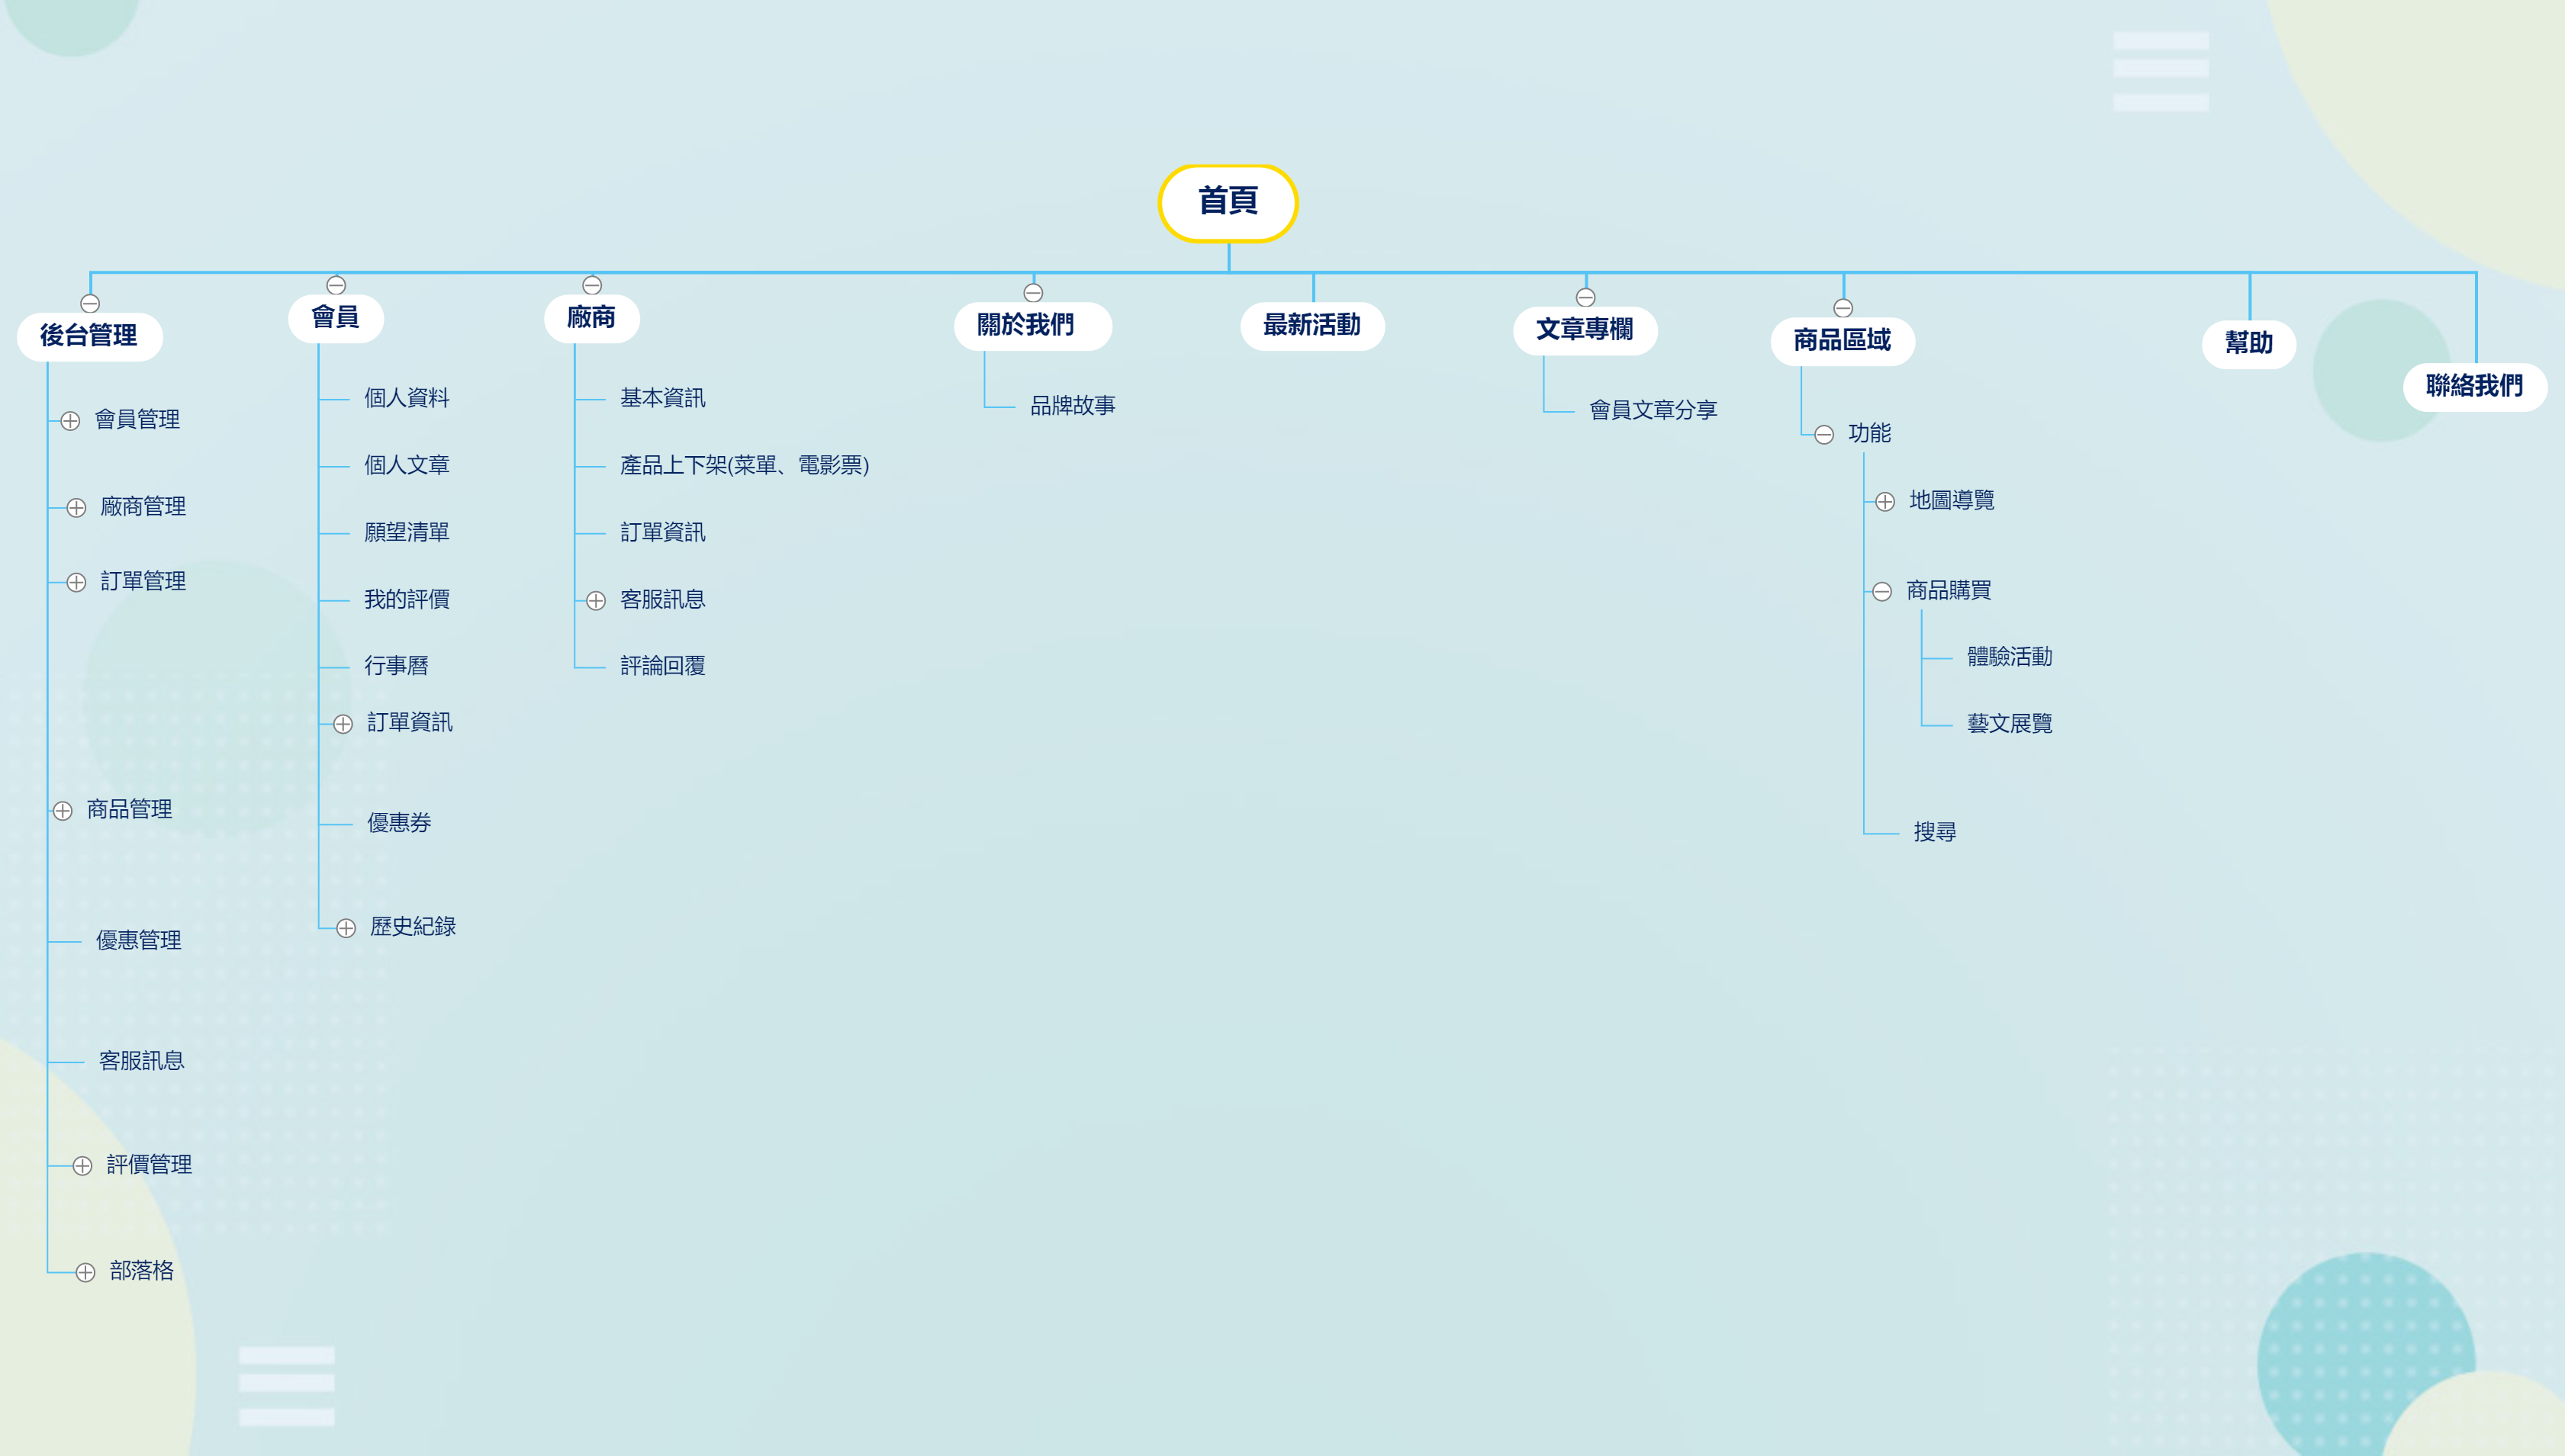 首頁
後台管理
會員管理
廠商管理
訂單管理
商品管理
優惠管理
客服訊息
評價管理
部落格
會員
個人資料
個人文章
願望清單
我的評價
行事曆
訂單資訊
優惠券
歷史紀錄
廠商
基本資訊
產品上下架(菜單、電影票)
訂單資訊
客服訊息
評論回覆
關於我們
品牌故事
最新活動
文章專欄
會員文章分享
商品區域
功能
地圖導覽
商品購買
體驗活動
藝文展覽
搜尋
幫助
聯絡我們